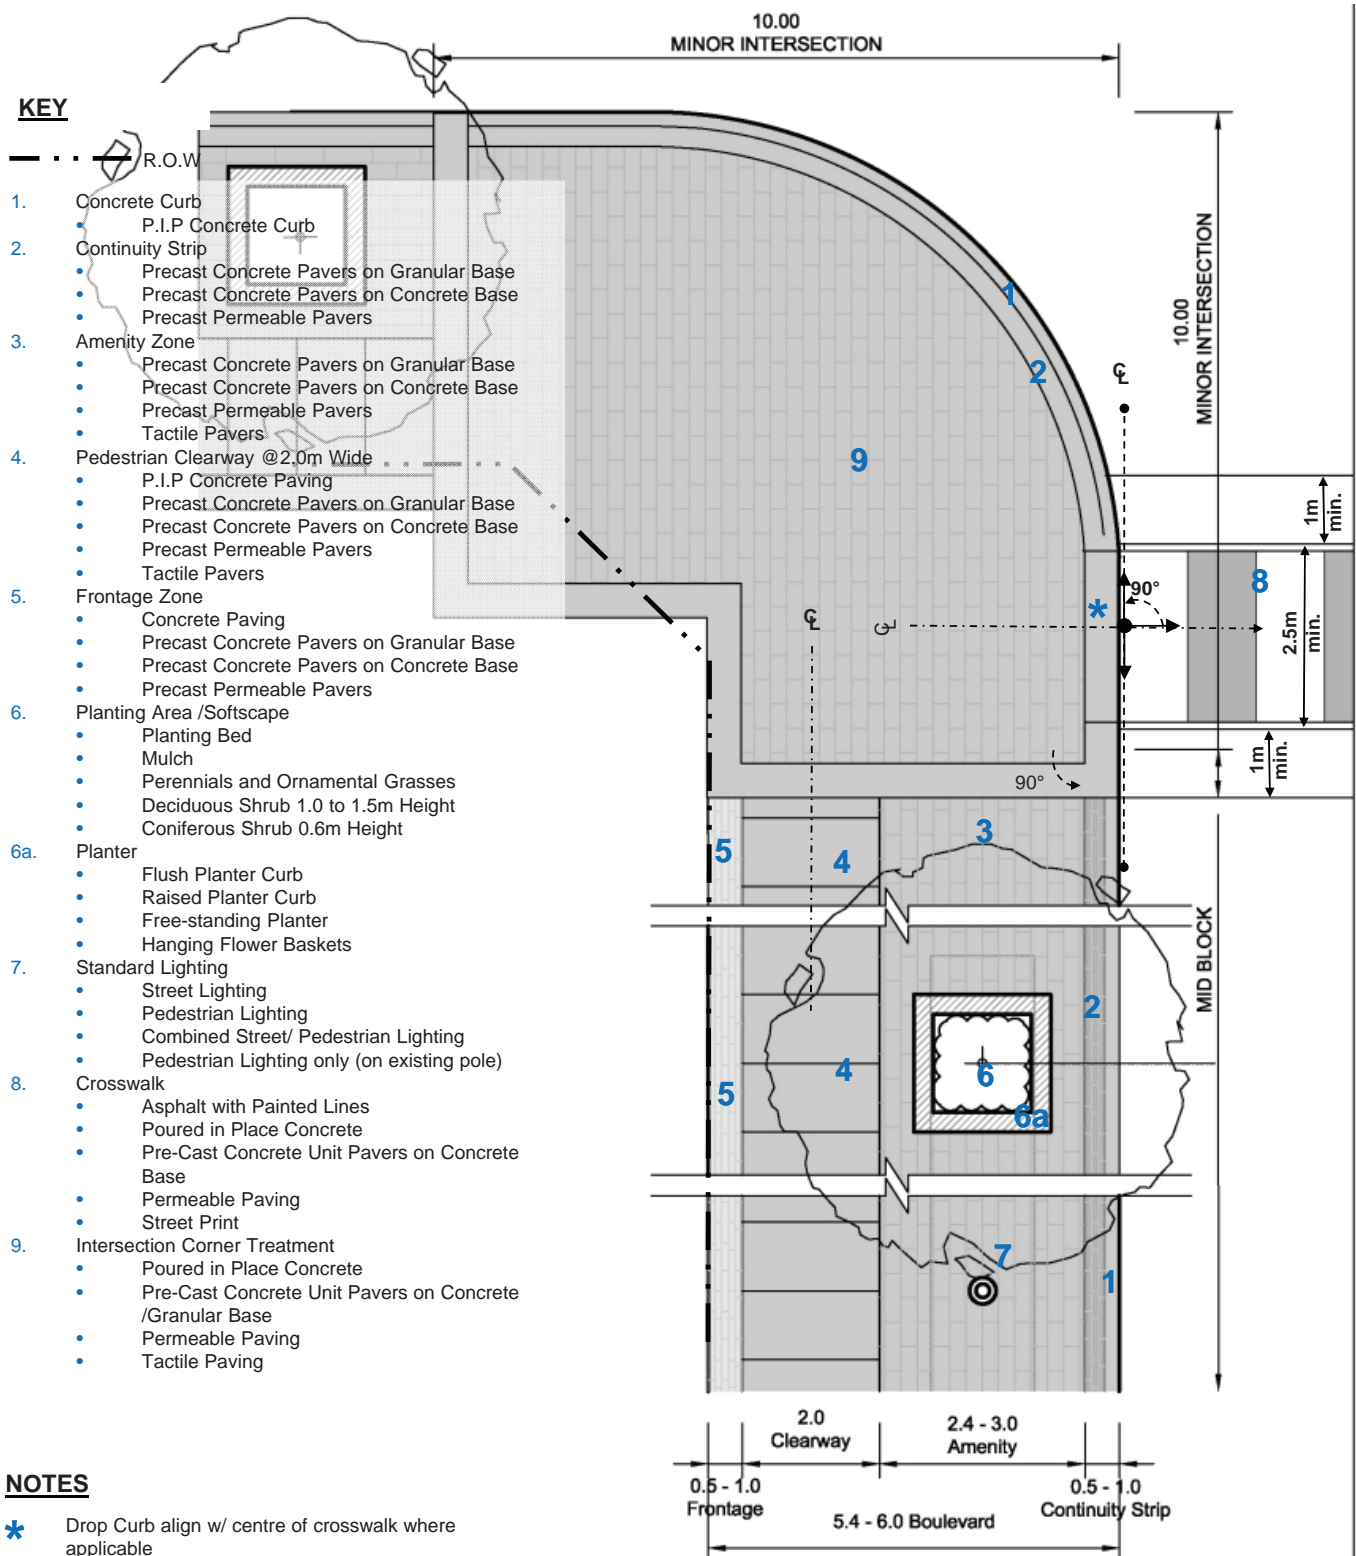 10.00
MINOR INTERSECTION
KEY
R.O.W
1. Concrete Curb
• P.I.P Concrete Curb
2. Continuity Strip
• Precast Concrete Pavers on Granular Base
• Precast Concrete Pavers on Concrete Base
• Precast Permeable Pavers
3. Amenity Zone
• Precast Concrete Pavers on Granular Base
• Precast Concrete Pavers on Concrete Base
• Precast Permeable Pavers
• Tactile Pavers
4. Pedestrian Clearway @2.0m Wide
• P.I.P Concrete Paving
• Precast Concrete Pavers on Granular Base
• Precast Concrete Pavers on Concrete Base
• Precast Permeable Pavers
• Tactile Pavers
5. Frontage Zone
• Concrete Paving
• Precast Concrete Pavers on Granular Base
• Precast Concrete Pavers on Concrete Base
• Precast Permeable Pavers
6. Planting Area /Softscape
• Planting Bed
• Mulch
• Perennials and Ornamental Grasses
• Deciduous Shrub 1.0 to 1.5m Height
• Coniferous Shrub 0.6m Height
6a. Planter
• Flush Planter Curb
• Raised Planter Curb
• Free-standing Planter
• Hanging Flower Baskets
7. Standard Lighting
• Street Lighting
• Pedestrian Lighting
• Combined Street/ Pedestrian Lighting
• Pedestrian Lighting only (on existing pole)
8. Crosswalk
• Asphalt with Painted Lines
• Poured in Place Concrete
• Pre-Cast Concrete Unit Pavers on Concrete
Base
• Permeable Paving
• Street Print
9. Intersection Corner Treatment
• Poured in Place Concrete
• Pre-Cast Concrete Unit Pavers on Concrete
/Granular Base
• Permeable Paving
• Tactile Paving
NOTES
* Drop Curb align w/ centre of crosswalk where
applicable
1
2
9
℄
10.00
MINOR INTERSECTION
1m
min.
8
90°
*
2.5m
min.
℄
℄
1m
min.
90°
3
5
4
MID BLOCK
2
4
6
5
6a
7
1
2.0
Clearway
2.4 - 3.0
Amenity
0.5 - 1.0
Frontage
0.5 - 1.0
Continuity Strip
5.4 - 6.0 Boulevard